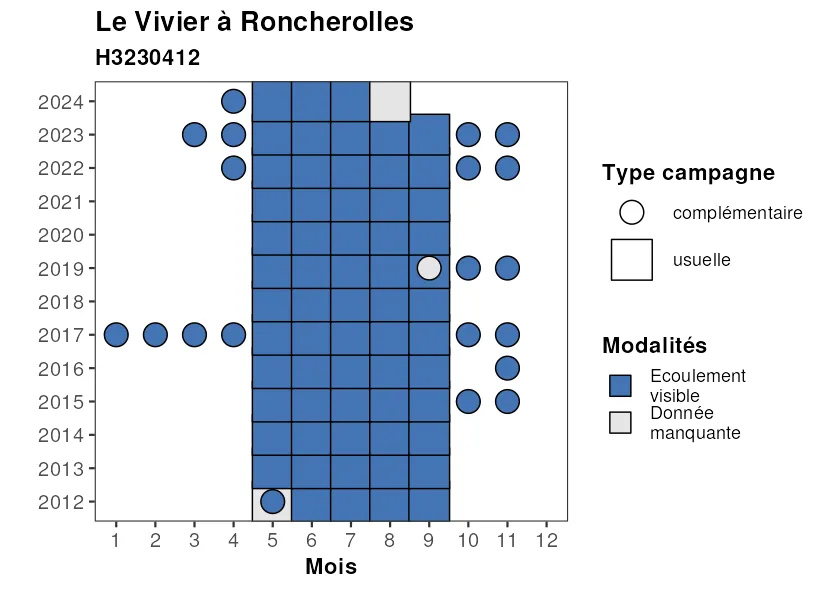 Le Vivier à Roncherolles
H3230412
2024
2023
2022
2021
2020
2019
2018
2017
2016
2015
2014
2013
2012
1 2 3 4 5 6 7 8 9 10 11 12
Mois
Type campagne
complémentaire
usuelle
Modalités
Ecoulement
visible
Donnée
manquante